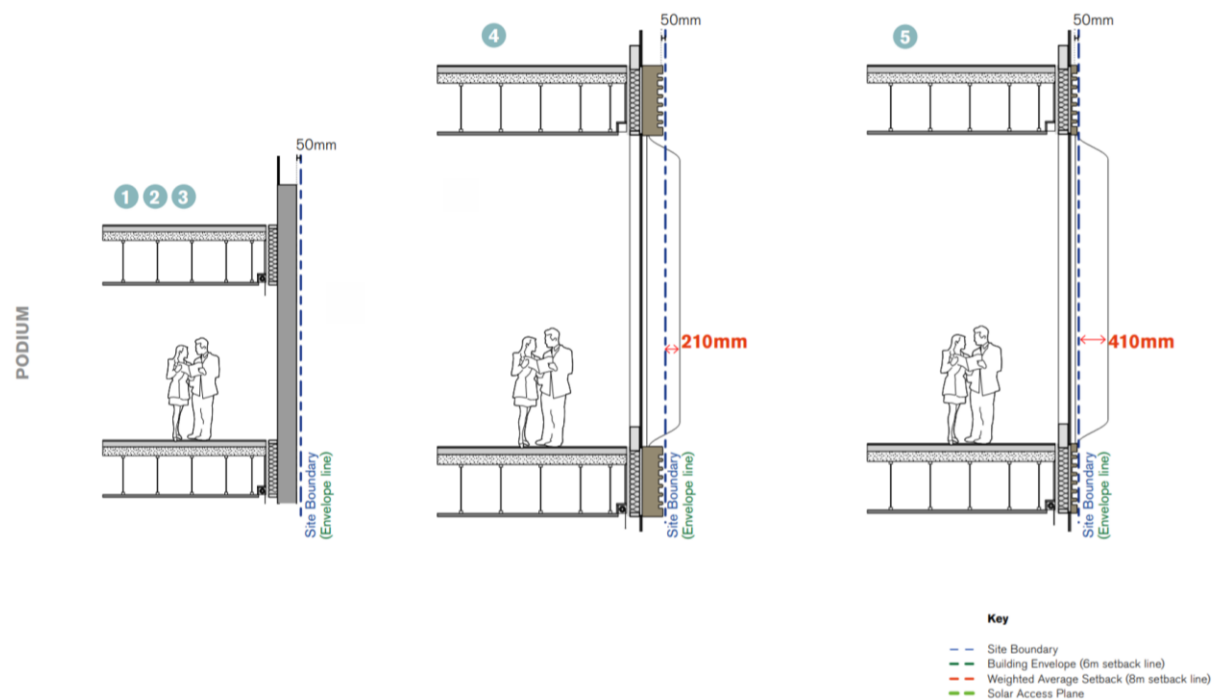 50mm
4
50mm
5
50mm
1 2 3
PODIUM
210mm
410mm
Site Boundary
(Envelope line)
Site Boundary
(Envelope line)
Site Boundary
(Envelope line)
Key
Site Boundary
Building Envelope (6m setback line)
Weighted Average Setback (8m setback line)
Solar Access Plane